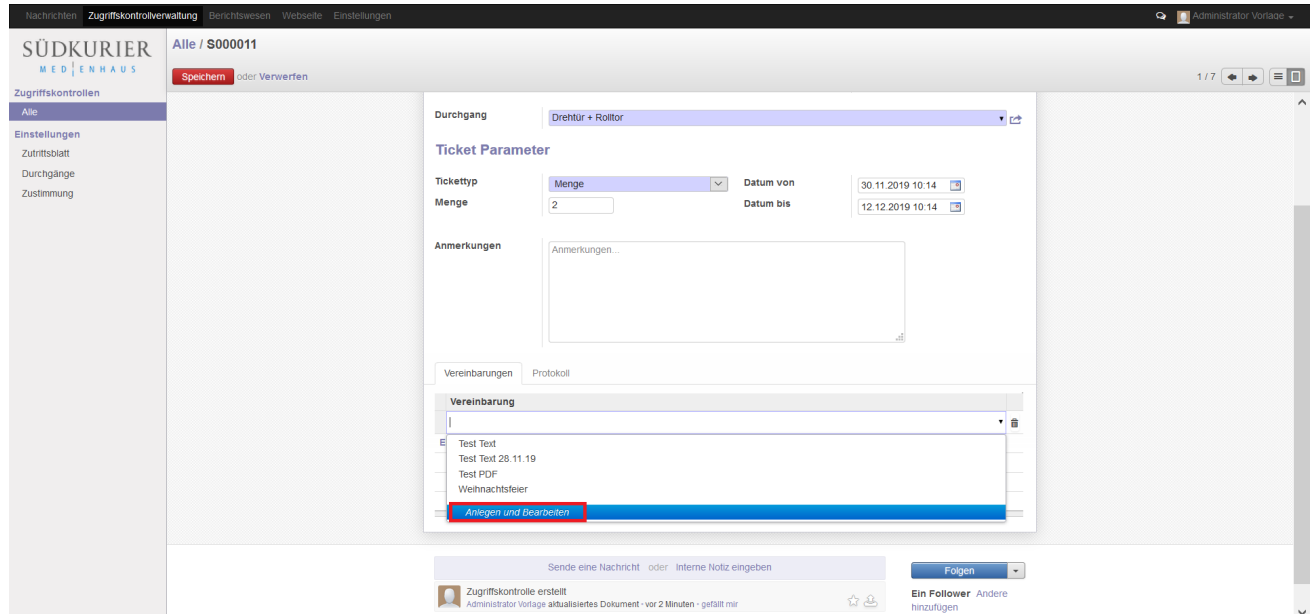 Nachrichten Zugriffskontrollverwaltung Berichtswesen Webseite Einstellungen Administrator Vorlage
SÜDKURIER
MEDIENHAUS
Alle / S000011
Speichern oder Verwerfen 1 / 7
Zugriffskontrollen
Alle
Einstellungen
Zutrittsblatt
Durchgänge
Zustimmung
Durchgang Drehtür + Rolltor
Ticket Parameter
Tickettyp Menge Datum von 30.11.2019 10:14
Menge 2 Datum bis 12.12.2019 10:14
Anmerkungen Anmerkungen...
Vereinbarungen Protokoll
Vereinbarung
E
Test Text
Test Text 28.11.19
Test PDF
Weihnachtsfeier
Anlegen und Bearbeiten
Sende eine Nachricht oder Interne Notiz eingeben
Folgen
Zugriffskontrolle erstellt
Administrator Vorlage aktualisiertes Dokument - vor 2 Minuten - gefällt mir
Ein Follower Andere
hinzufügen